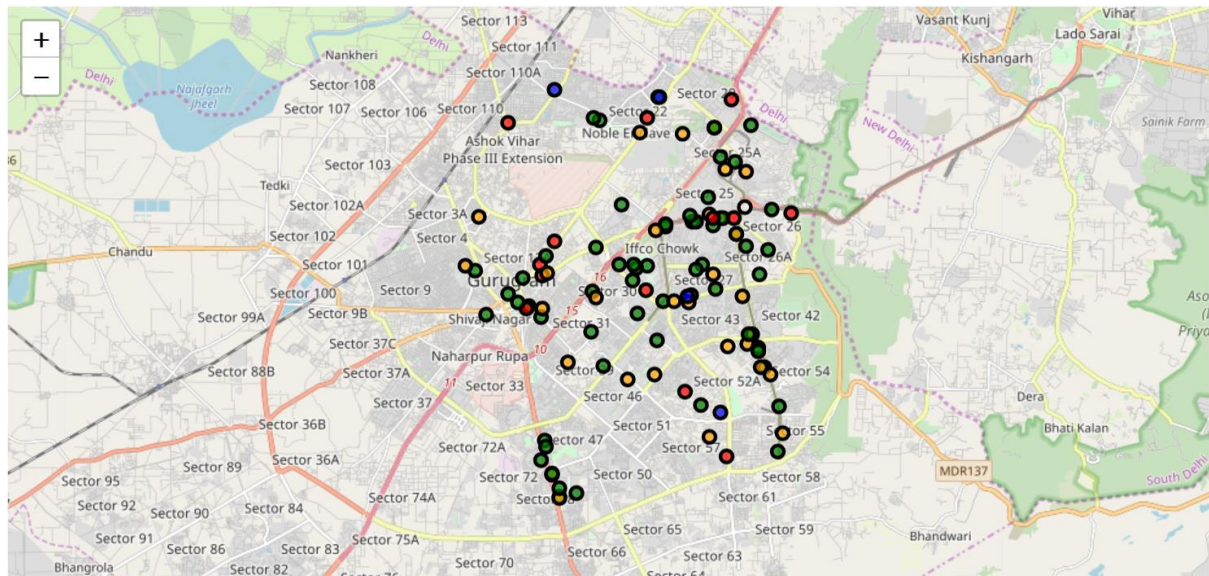 +
−
Sector 113
Vasant Kunj
Vihar
Lado Sarai
Delhi
Sector 111
Nankheri
Kishangarh
Sector 110A
Delhi
Sector 108
Najafgarh
Jheel
Sector 107
Sector 106
Sector 110
Sector 22
Delhi
New Delhi
Sainik Farm
Ashok Vihar
Phase III Extension
Sector 25A
36
Sector 103
Tedki
Sector 102A
Sector 25
Sector 3A
Sector 26
Sector 102
Sector 4
Chandu
Iffco Chowk
Sector 26A
Sector 101
16
Sector 100
Sector 9
Sector 30
Sector 9B
15
Sector 99A
Shivaji Nagar
Sector 31
Sector 43
Sector 42
Sector 37C
10
Naharpur Rupa
Sector 88B
Sector 37A
11
Sector 33
Sector 52A
Sector 54
Sector 37
Sector 46
Dera
Sector 36B
Sector 51
Bhati Kalan
Sector 55
Sector 72A
Sector 47
Sector 57
Sector 36A
Sector 89
Sector 95
Sector 72
Sector 50
Sector 58
MDR137
South Delhi
Sector 92
Sector 90
Sector 84
Sector 74A
Sector 61
Sector 91
Sector 75A
Sector 65
Sector 59
Sector 86
Sector 83
Sector 66
Bhandwari
Bhangrola
Sector 82
Sector 70
Sector 63